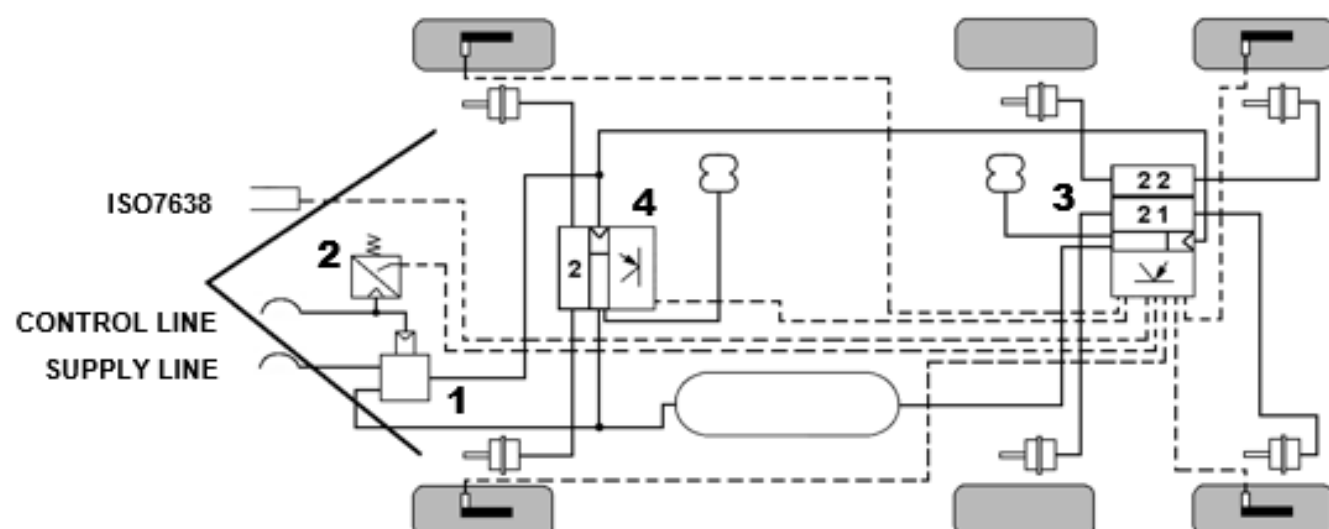 ISO7638
2
CONTROL LINE
SUPPLY LINE
1
4
2
3
2 2
2 1